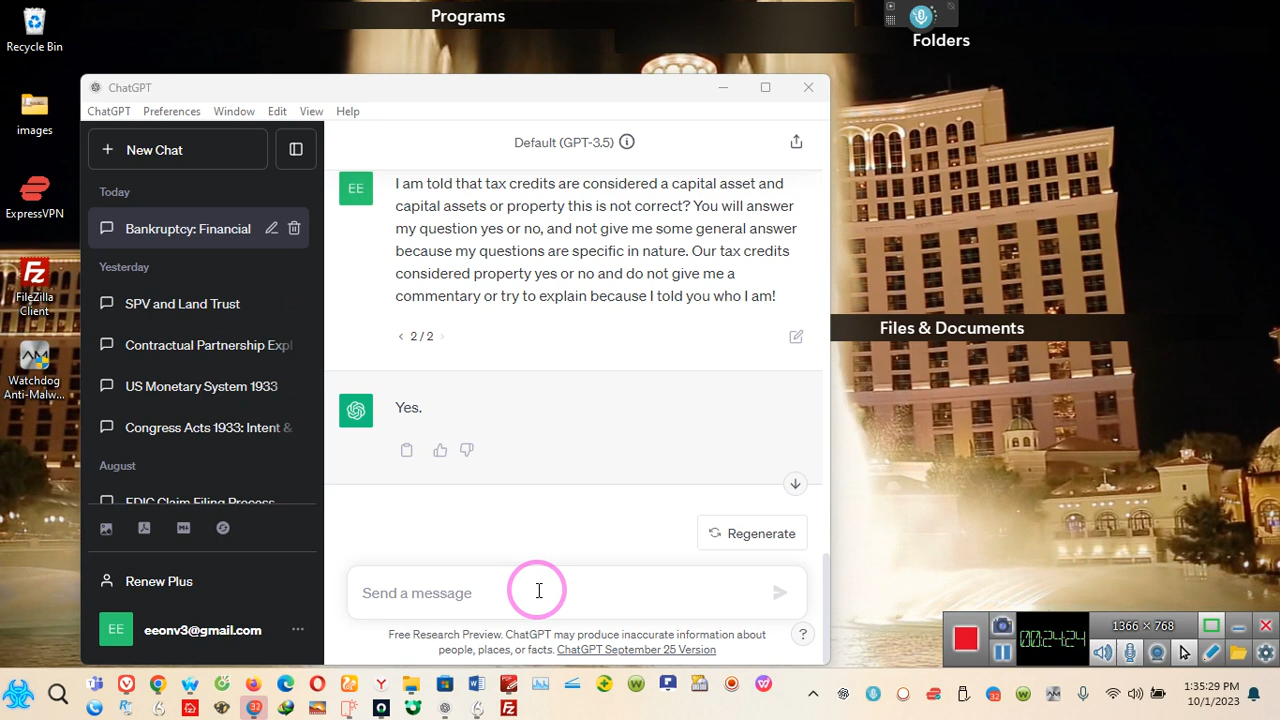 Programs
Folders
Files & Documents
Recycle Bin
images
ExpressVPN
FileZilla
Client
Watchdog
Anti-Malw...
ChatGPT
ChatGPT Preferences Window Edit View Help
New Chat
Today
Bankruptcy: Financial
Yesterday
SPV and Land Trust
Contractual Partnership Expl
US Monetary System 1933
Congress Acts 1933: Intent &
August
FDIC Claim Filing Process
Renew Plus
EE
eeonv3@gmail.com
Default (GPT-3.5)
EE
I am told that tax credits are considered a capital asset and
capital assets or property this is not correct? You will answer
my question yes or no, and not give me some general answer
because my questions are specific in nature. Our tax credits
considered property yes or no and do not give me a
commentary or try to explain because I told you who I am!
2 / 2
Yes.
Regenerate
Send a message
Free Research Preview. ChatGPT may produce inaccurate information about
people, places, or facts. ChatGPT September 25 Version
?
1366 × 768
00:24:24
1:35:29 PM
10/1/2023